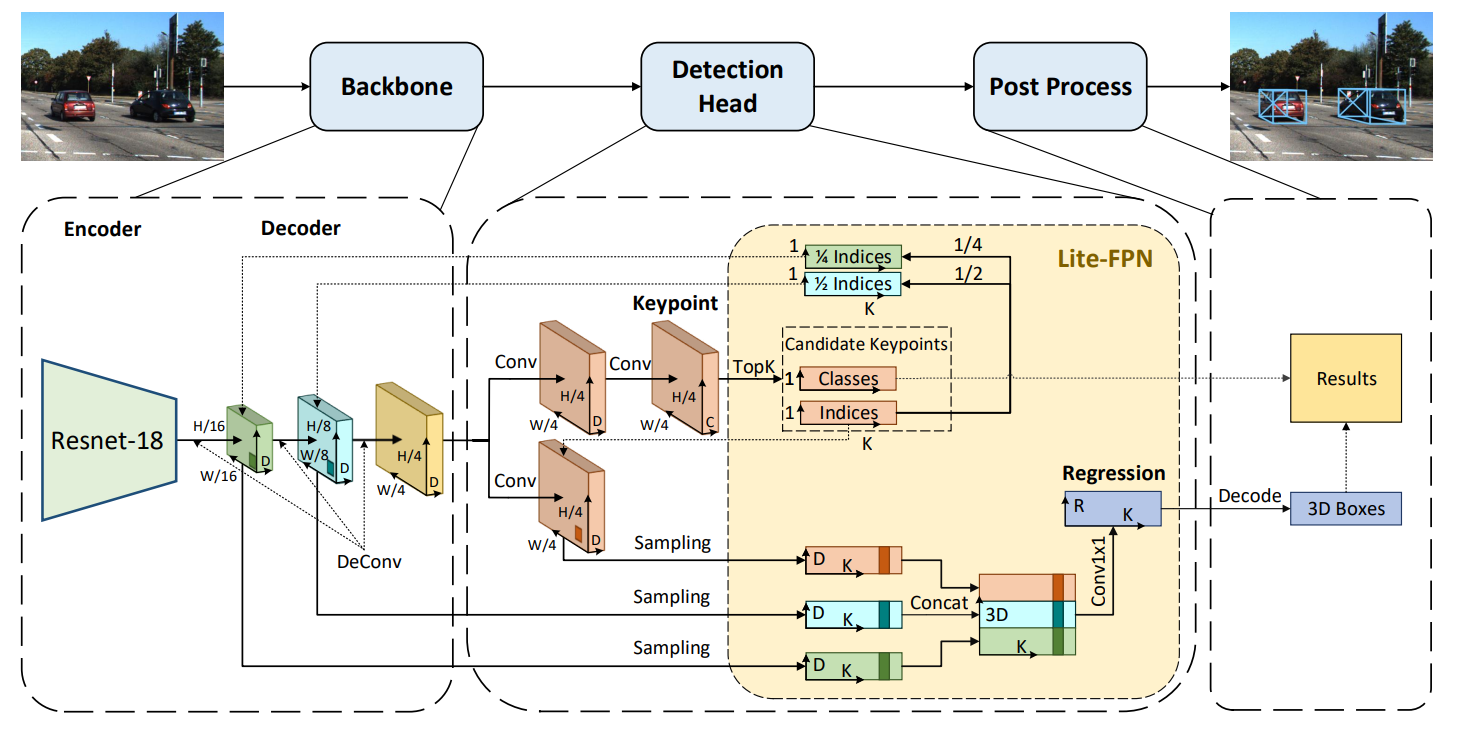 Backbone
Detection
Head
Post Process
Encoder
Decoder
Resnet-18
H/16
W/16
D
H/8
W/8
D
H/4
W/4
D
DeConv
Keypoint
Conv
H/4
W/4
D
Conv
H/4
W/4
C
TopK
Conv
H/4
W/4
D
Lite-FPN
1
¼ Indices
1/4
1
½ Indices
1/2
K
Candidate Keypoints
1
Classes
1
Indices
K
Sampling
D
K
Sampling
D
K
Sampling
D
K
Concat
3D
K
Conv1x1
Regression
R
K
Decode
Results
3D Boxes